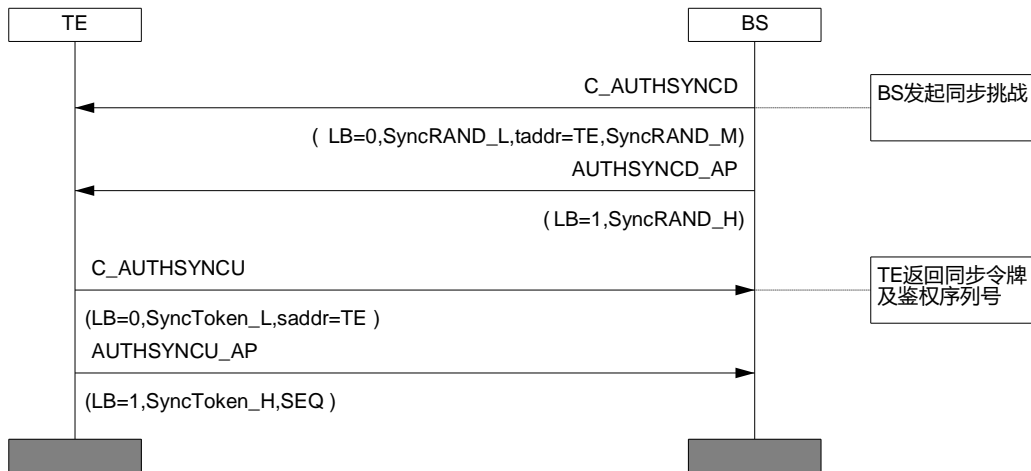 TE
BS
C_AUTHSYNCD
BS发起同步挑战
( LB=0,SyncRAND_L,taddr=TE,SyncRAND_M)
AUTHSYNCD_AP
( LB=1,SyncRAND_H)
C_AUTHSYNCU
TE返回同步令牌
及鉴权序列号
(LB=0,SyncToken_L,saddr=TE )
AUTHSYNCU_AP
(LB=1,SyncToken_H,SEQ )